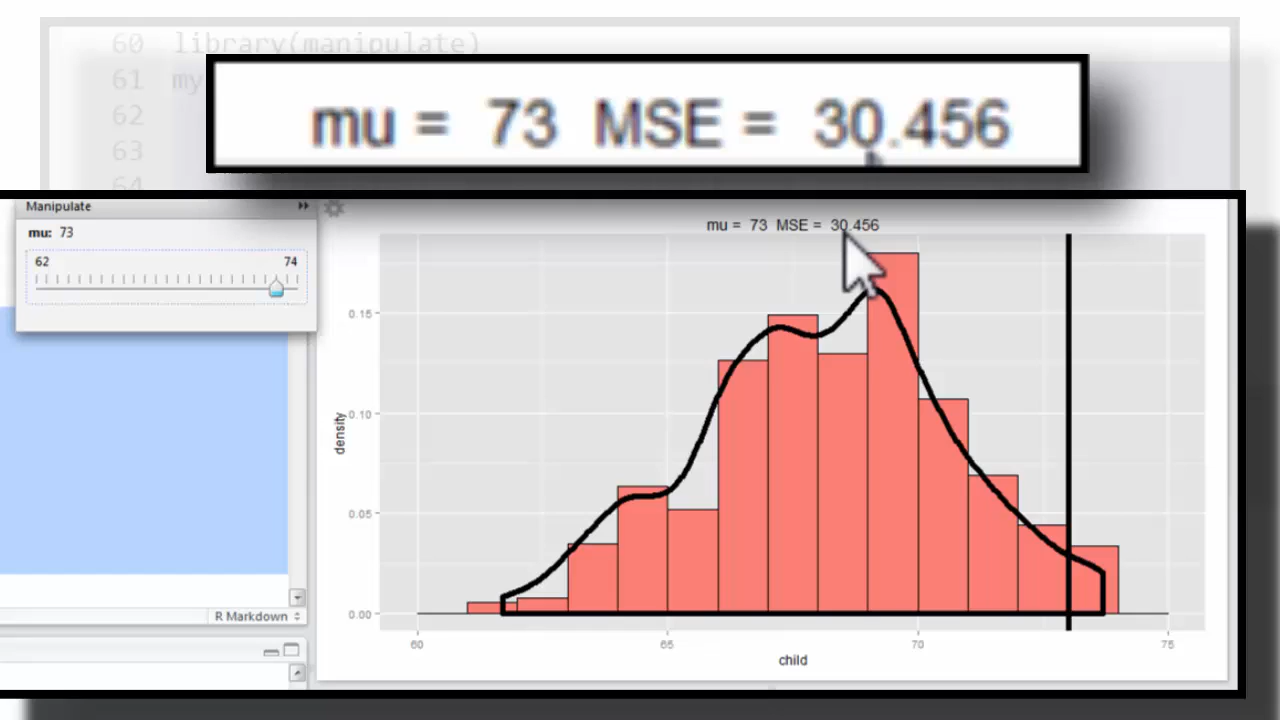 60 library(manipulate)
61 my
62
63
64
mu = 73 MSE = 30.456
Manipulate
mu: 73
62 74
mu = 73 MSE = 30.456
0.15
0.10
0.05
0.00
density
60 65 70 75
child
R Markdown